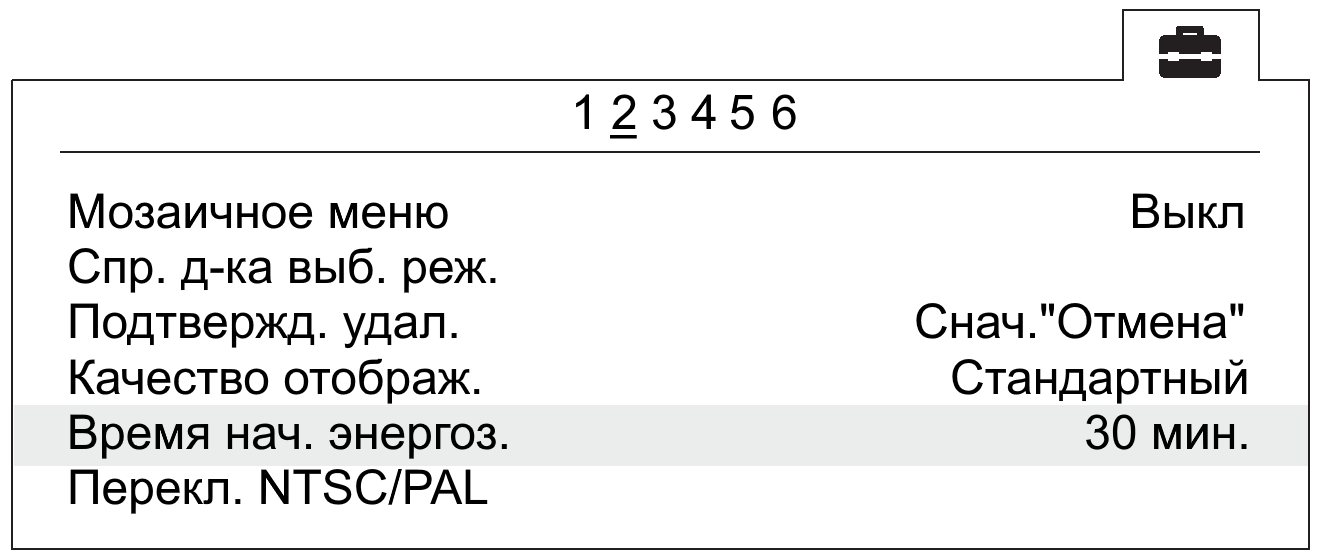 1 2 3 4 5 6
Мозаичное меню Выкл
Спр. д-ка выб. реж.
Подтвержд. удал. Снач."Отмена"
Качество отображ. Стандартный
Время нач. энергоз. 30 мин.
Перекл. NTSC/PAL